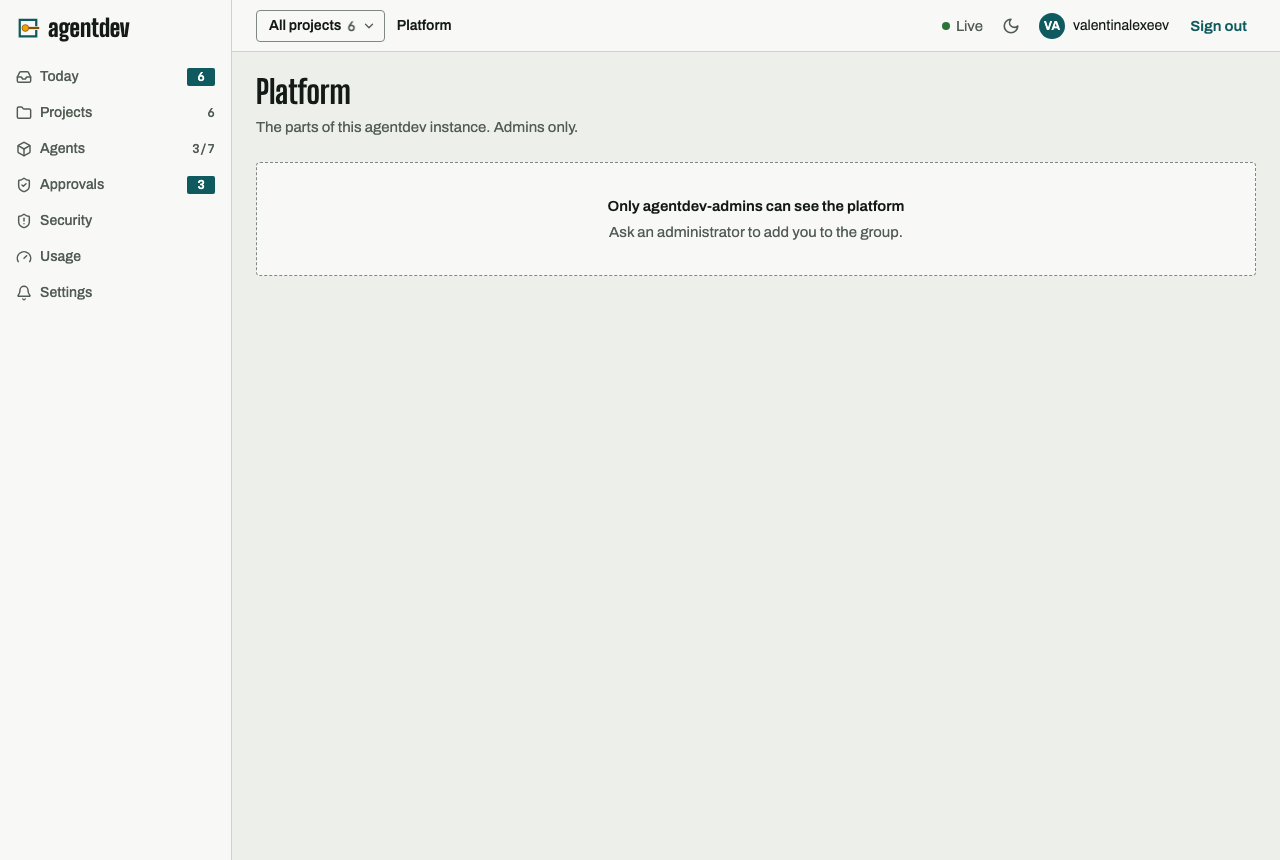 agentdev
All projects 6
Platform
Live
VA
valentinalexeev
Sign out
Today 6
Projects 6
Agents 3/7
Approvals 3
Security
Usage
Settings
Platform
The parts of this agentdev instance. Admins only.
Only agentdev-admins can see the platform
Ask an administrator to add you to the group.